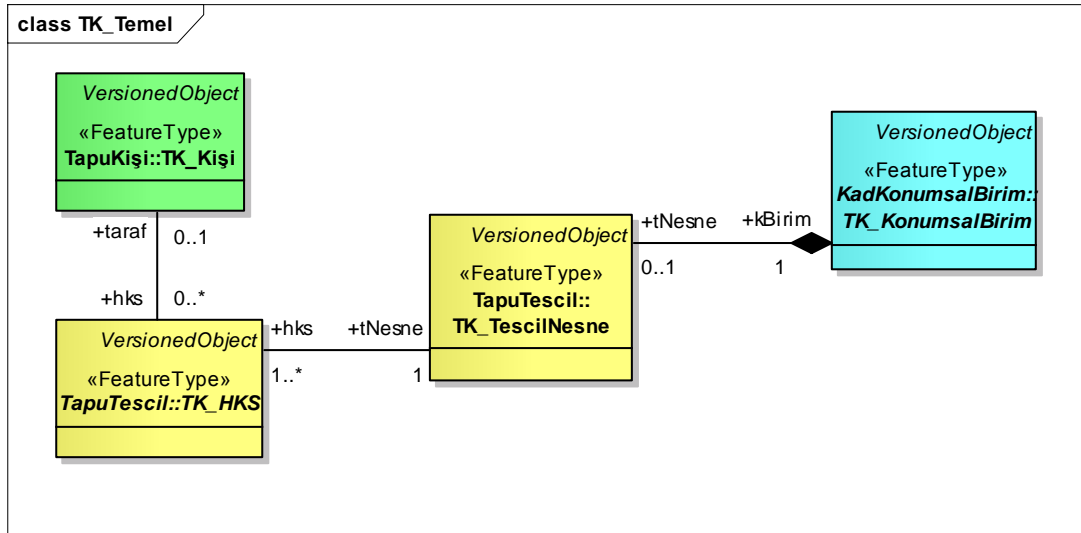 class TK_Temel
VersionedObject
«FeatureType»
TapuKişi::TK_Kişi
+taraf
0..1
+hks
0..*
VersionedObject
«FeatureType»
TapuTescil::TK_HKS
+hks
+tNesne
1..*
1
VersionedObject
«FeatureType»
TapuTescil::
TK_TescilNesne
+tNesne
+kBirim
0..1
1
VersionedObject
«FeatureType»
KadKonumsalBirim::
TK_KonumsalBirim